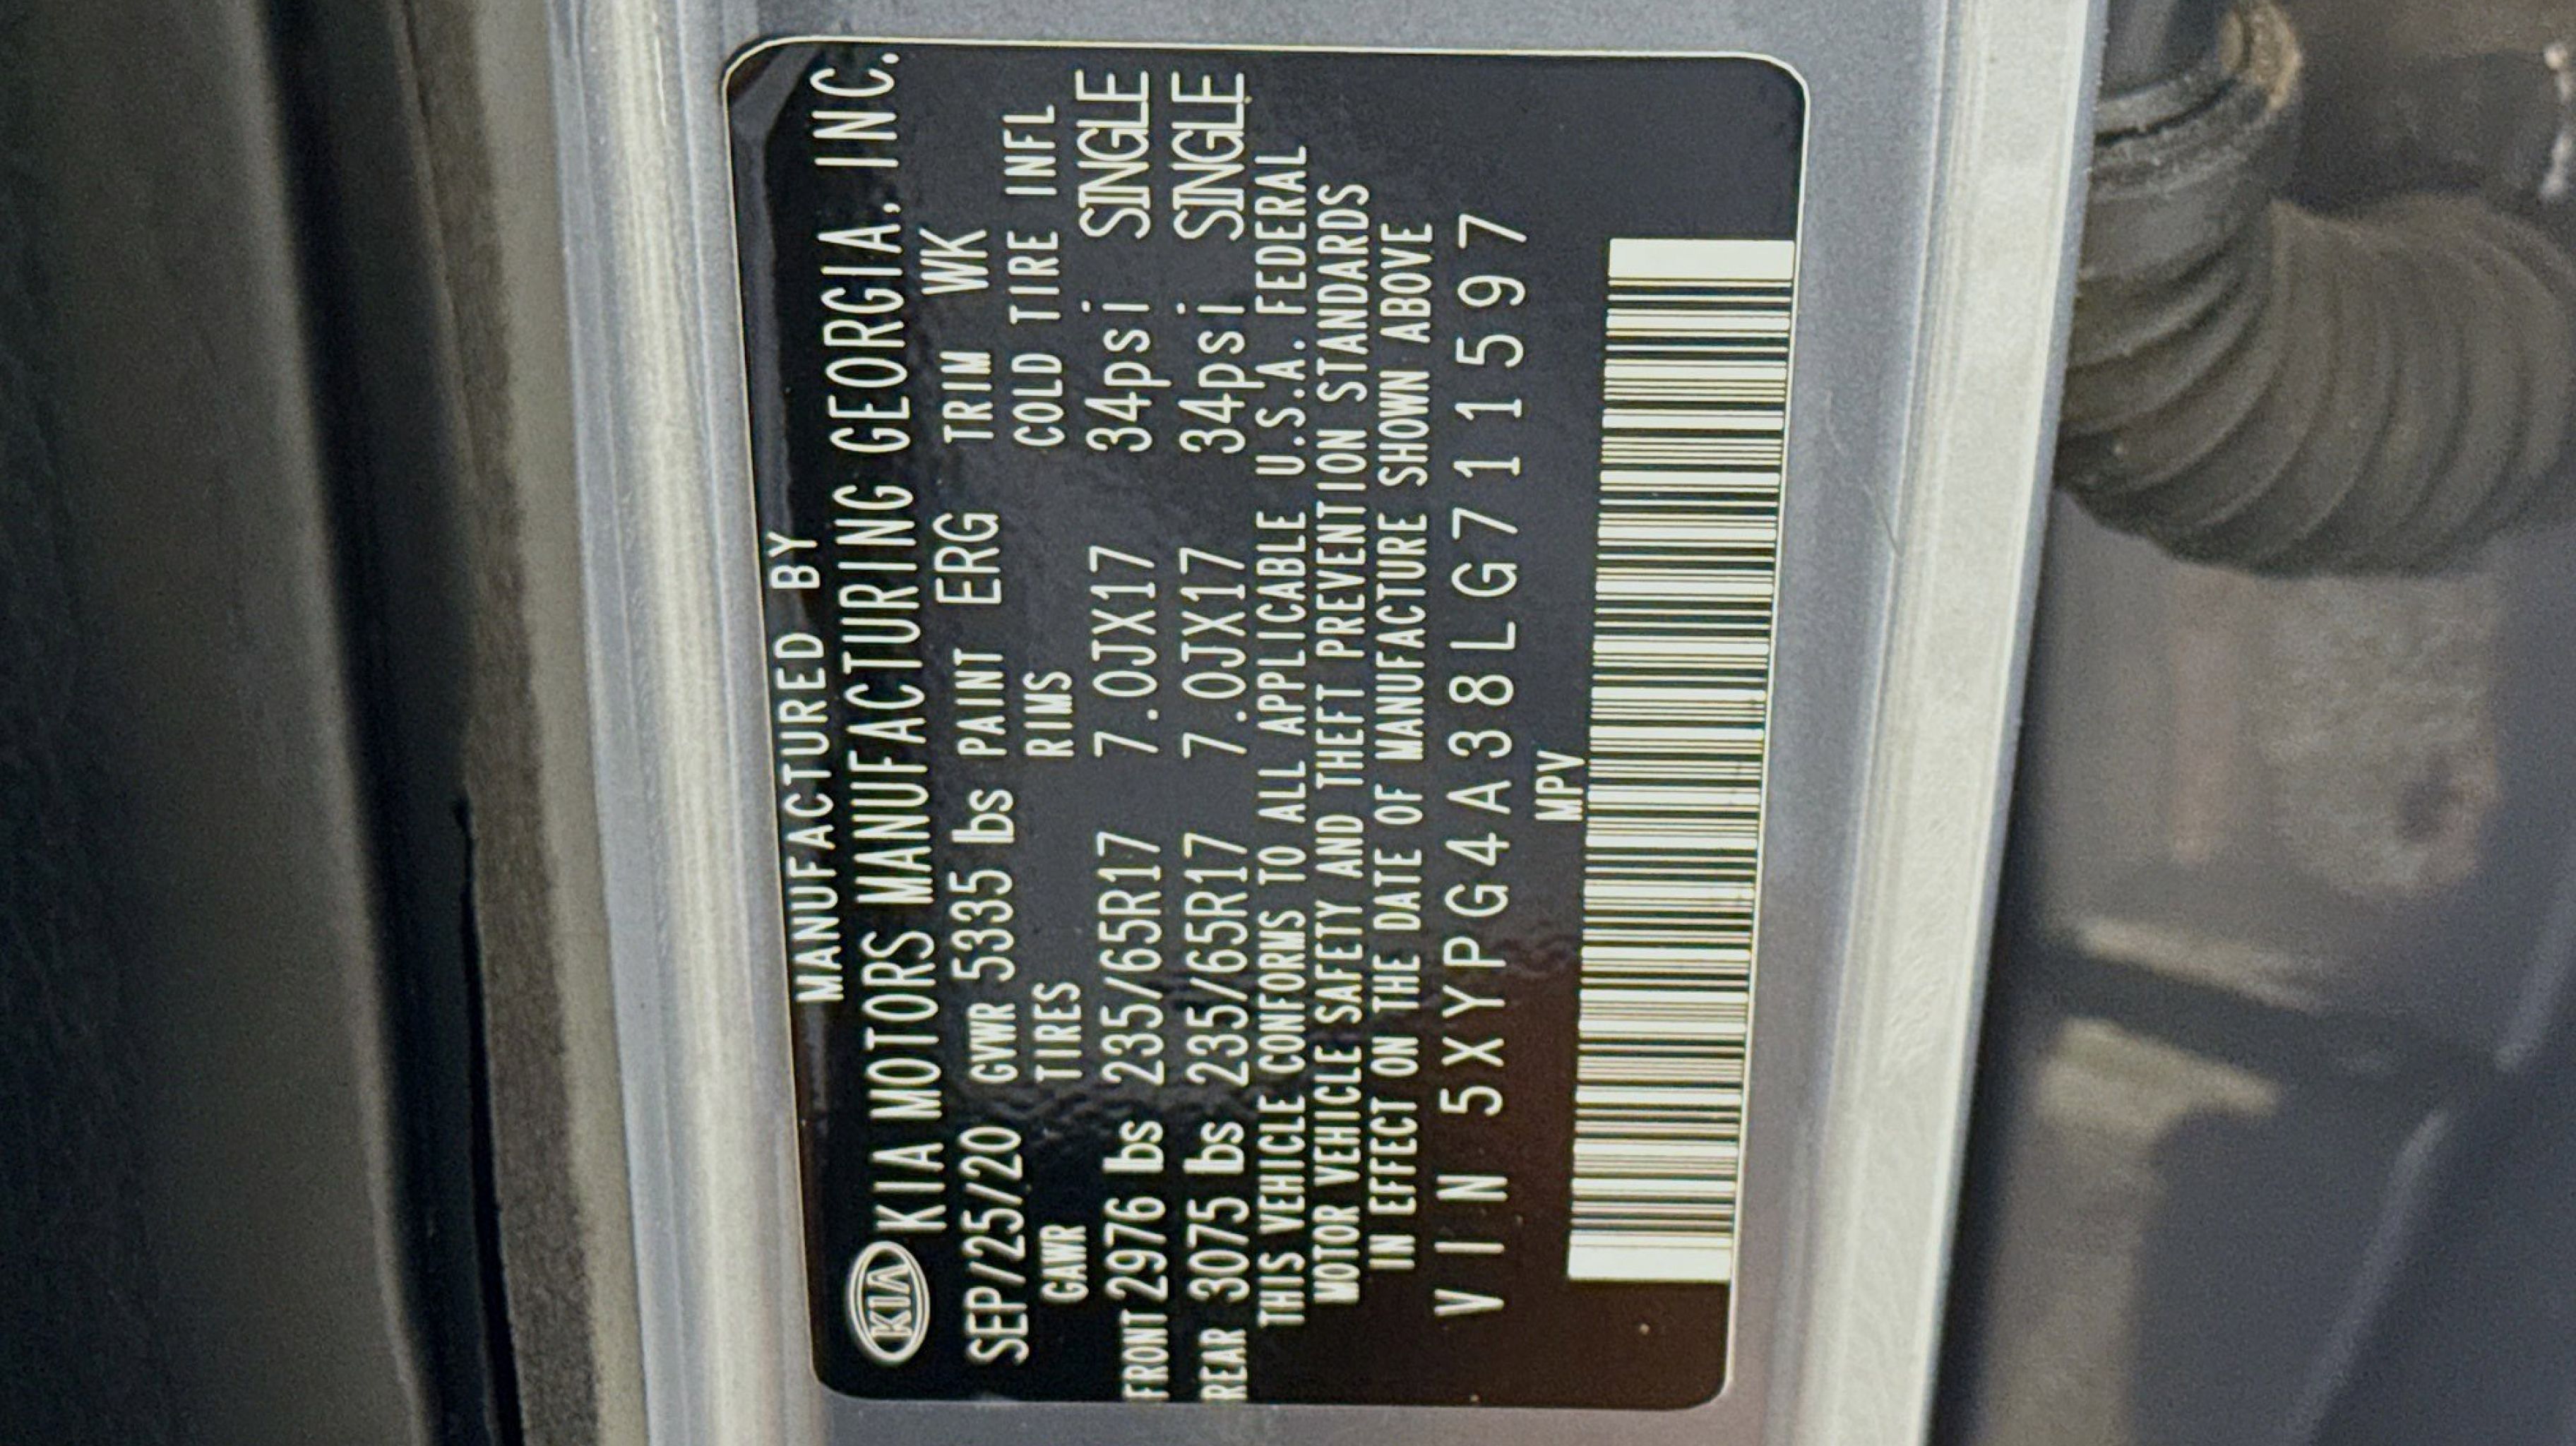 MANUFACTURED BY
KIA KIA MOTORS MANUFACTURING GEORGIA, INC.
SEP/25/20 GVWR 5335 lbs PAINT ERG TRIM WK
GAWR TIRES RIMS COLD TIRE INFL
FRONT 2976 lbs 235/65R17 7.0JX17 34psi SINGLE
REAR 3075 lbs 235/65R17 7.0JX17 34psi SINGLE
THIS VEHICLE CONFORMS TO ALL APPLICABLE U.S.A. FEDERAL
MOTOR VEHICLE SAFETY AND THEFT PREVENTION STANDARDS
IN EFFECT ON THE DATE OF MANUFACTURE SHOWN ABOVE
VIN 5XYPG4A38LG711597
MPV